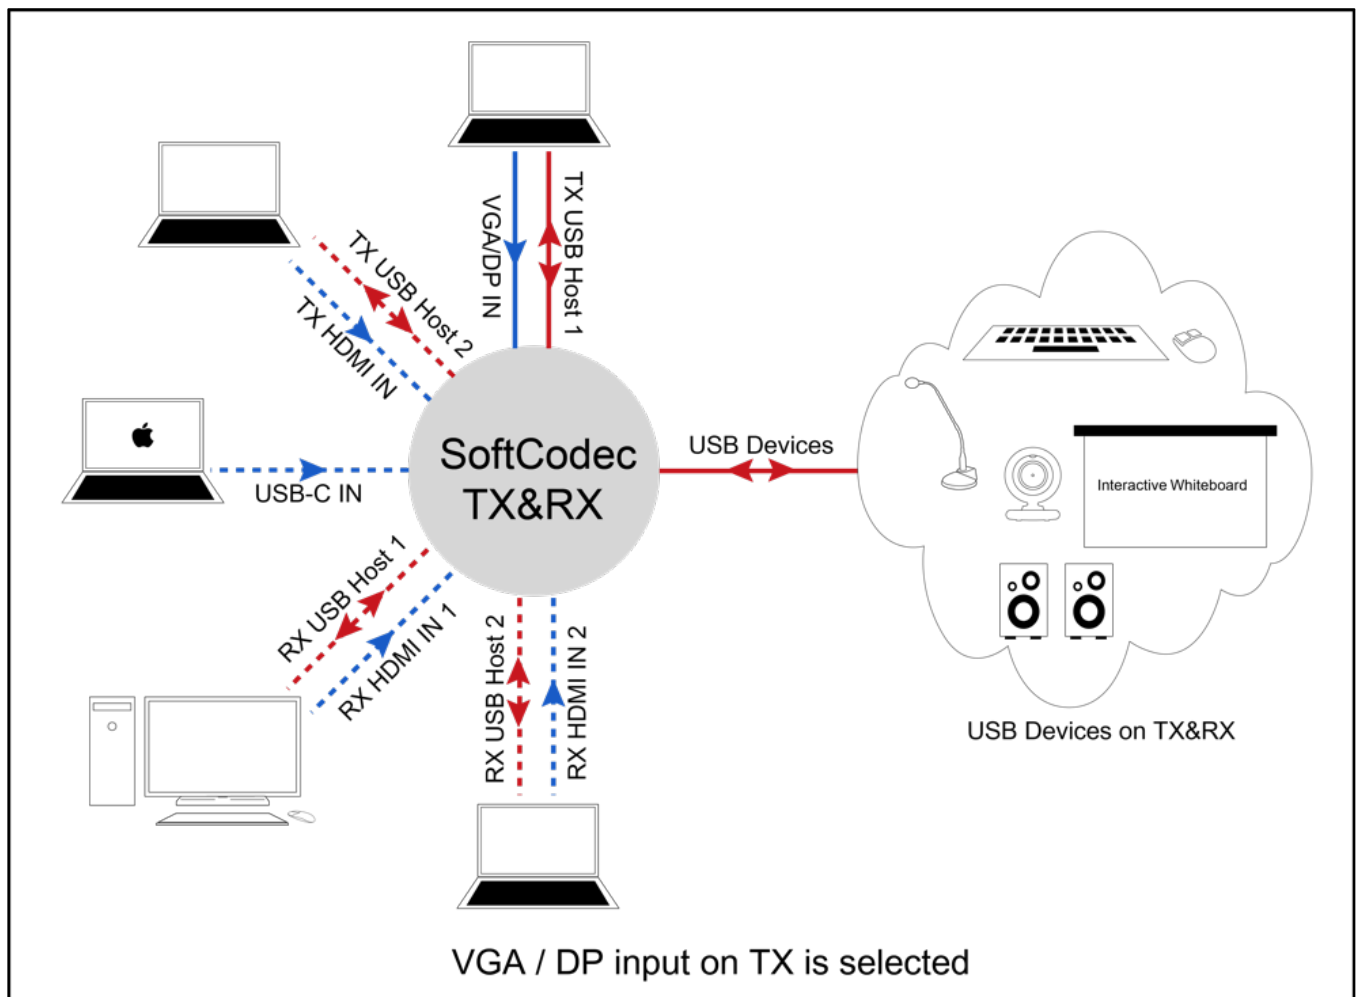 VGA/DP IN
TX USB Host 1
TX USB Host 2
TX HDMI IN
SoftCodec
TX&RX
USB Devices
USB-C IN
Interactive Whiteboard
RX USB Host 1
RX HDMI IN 1
RX USB Host 2
RX HDMI IN 2
USB Devices on TX&RX
VGA / DP input on TX is selected